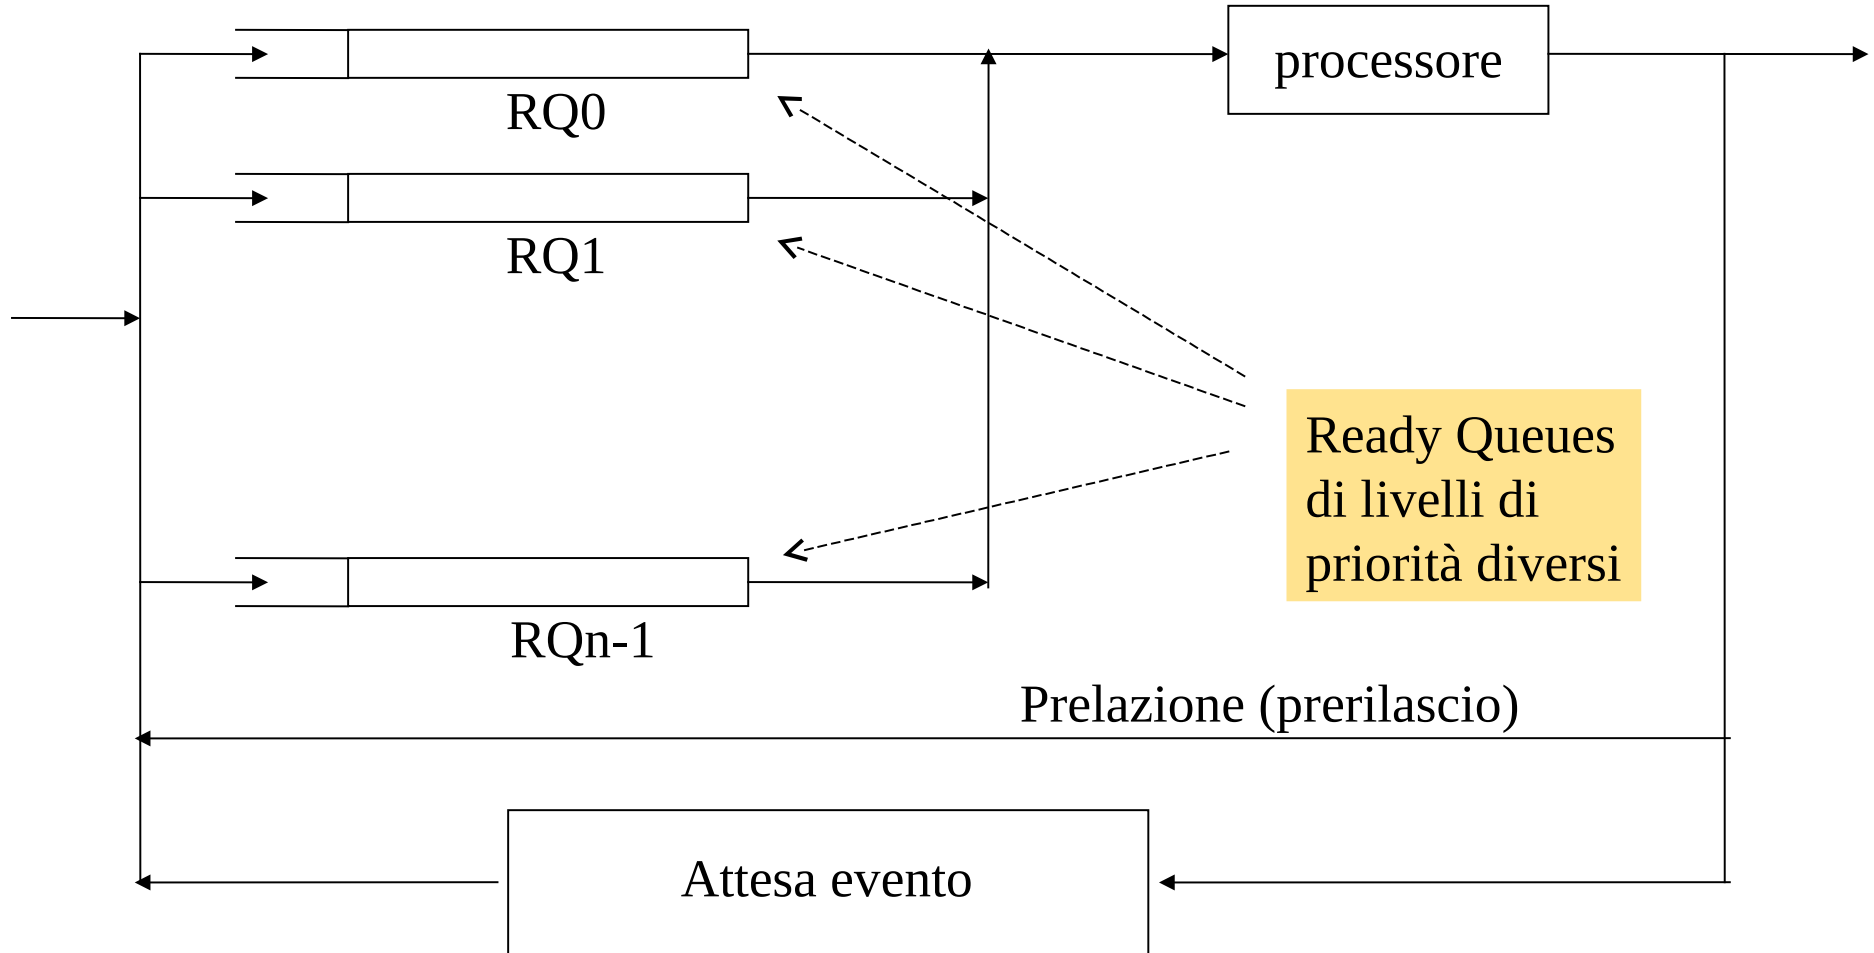 processore
RQ0
RQ1
Ready Queues
di livelli di
priorità diversi
RQn-1
Prelazione (prerilascio)
Attesa evento